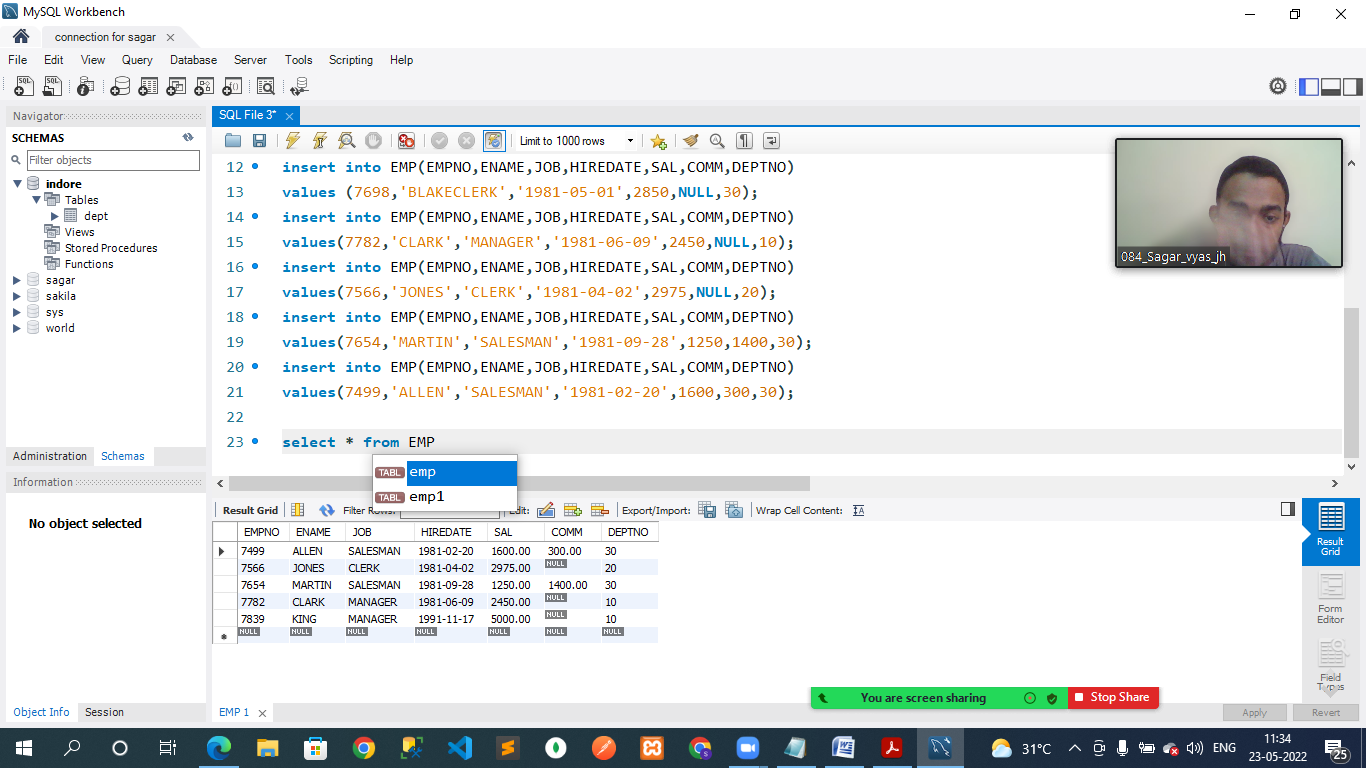 MySQL Workbench
connection for sagar
File Edit View Query Database Server Tools Scripting Help
Navigator
SCHEMAS
Filter objects
indore
Tables
dept
Views
Stored Procedures
Functions
sagar
sakila
sys
world
Administration Schemas
Information
No object selected
Object Info Session
SQL File 3*
Limit to 1000 rows
12 insert into EMP(EMPNO,ENAME,JOB,HIREDATE,SAL,COMM,DEPTNO)
13 values (7698,'BLAKECLERK','1981-05-01',2850,NULL,30);
14 insert into EMP(EMPNO,ENAME,JOB,HIREDATE,SAL,COMM,DEPTNO)
15 values(7782,'CLARK','MANAGER','1981-06-09',2450,NULL,10);
16 insert into EMP(EMPNO,ENAME,JOB,HIREDATE,SAL,COMM,DEPTNO)
17 values(7566,'JONES','CLERK','1981-04-02',2975,NULL,20);
18 insert into EMP(EMPNO,ENAME,JOB,HIREDATE,SAL,COMM,DEPTNO)
19 values(7654,'MARTIN','SALESMAN','1981-09-28',1250,1400,30);
20 insert into EMP(EMPNO,ENAME,JOB,HIREDATE,SAL,COMM,DEPTNO)
21 values(7499,'ALLEN','SALESMAN','1981-02-20',1600,300,30);
22
23 select * from EMP
TABL emp
TABL emp1
084_Sagar_vyas_jh
Result Grid Filter Rows: Edit: Export/Import: Wrap Cell Content:
EMPNO ENAME JOB HIREDATE SAL COMM DEPTNO
7499 ALLEN SALESMAN 1981-02-20 1600.00 300.00 30
7566 JONES CLERK 1981-04-02 2975.00 NULL 20
7654 MARTIN SALESMAN 1981-09-28 1250.00 1400.00 30
7782 CLARK MANAGER 1981-06-09 2450.00 NULL 10
7839 KING MANAGER 1991-11-17 5000.00 NULL 10
NULL NULL NULL NULL NULL NULL NULL
Result
Grid
Form
Editor
Field
Types
You are screen sharing Stop Share
EMP 1
Apply Revert
31°C ENG
11:34
23-05-2022
25